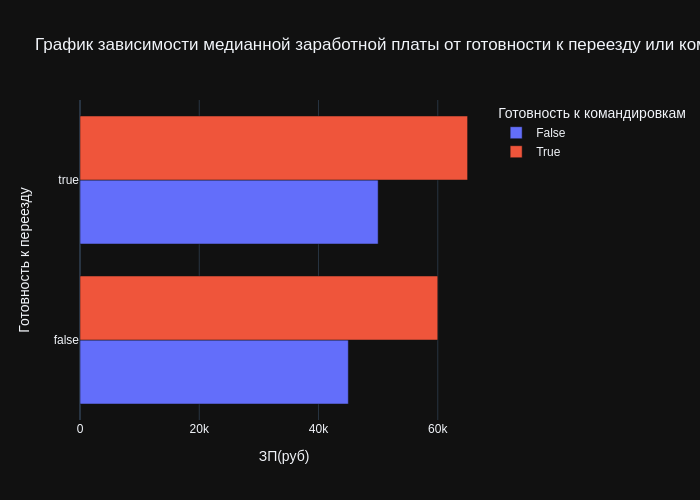 График зависимости медианной заработной платы от готовности к переезду или
Готовность к командировкам
False
True
true
false
Готовность к переезду
0
20k
40k
60k
ЗП(руб)